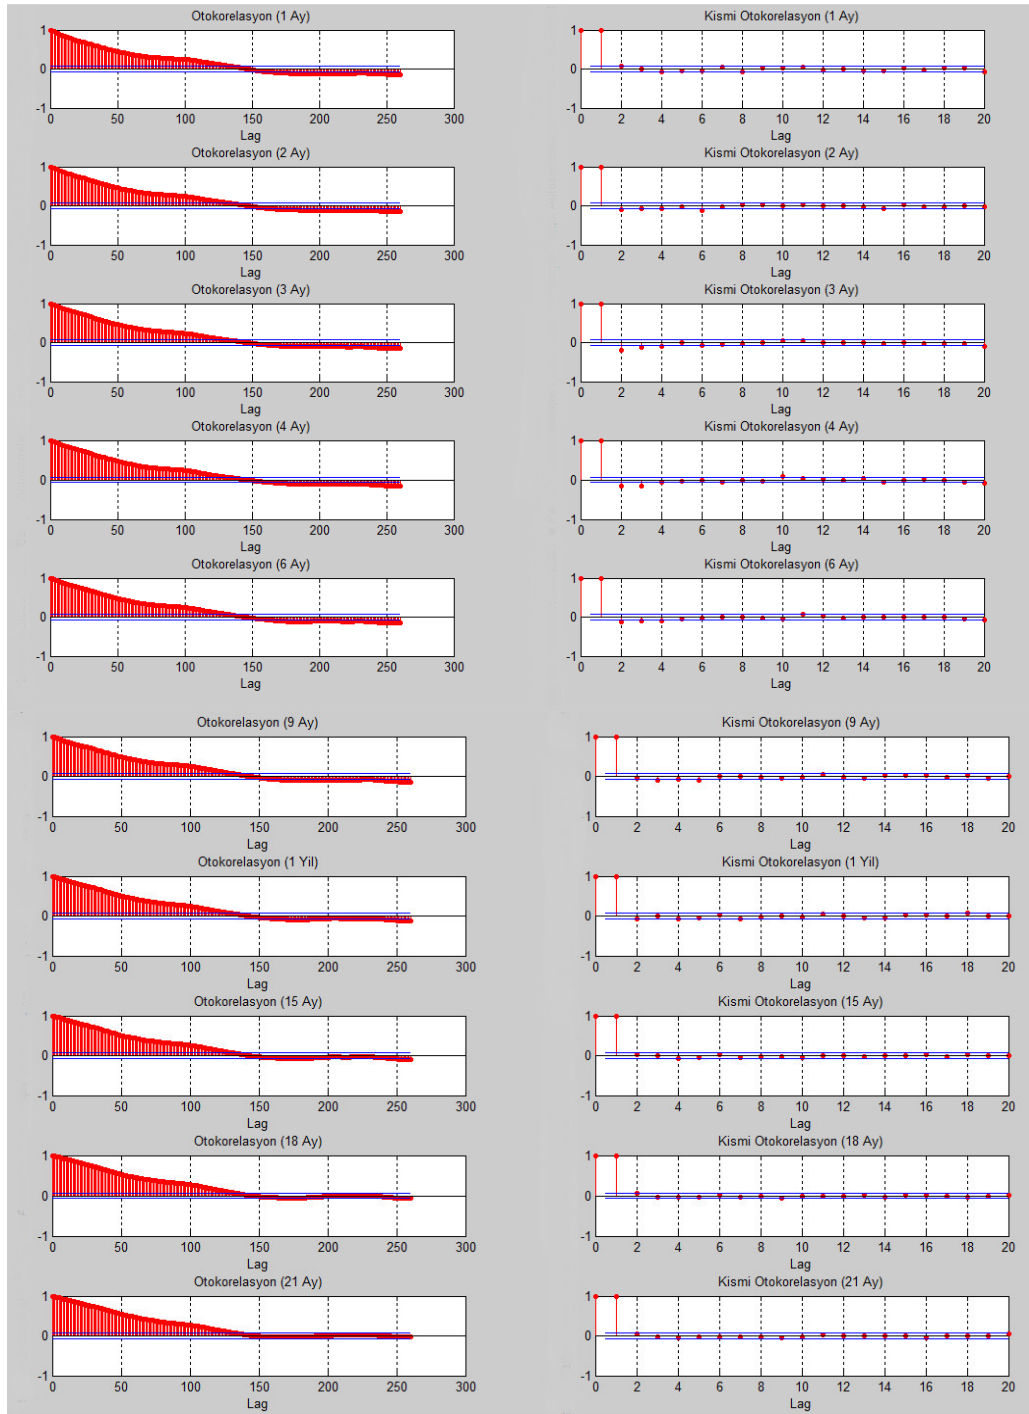 Otokorelasyon (1 Ay)
1
0
-1
0 50 100 150 200 250 300
Lag
Kismi Otokorelasyon (1 Ay)
1
0
-1
0 2 4 6 8 10 12 14 16 18 20
Lag
Otokorelasyon (2 Ay)
1
0
-1
0 50 100 150 200 250 300
Lag
Kismi Otokorelasyon (2 Ay)
1
0
-1
0 2 4 6 8 10 12 14 16 18 20
Lag
Otokorelasyon (3 Ay)
1
0
-1
0 50 100 150 200 250 300
Lag
Kismi Otokorelasyon (3 Ay)
1
0
-1
0 2 4 6 8 10 12 14 16 18 20
Lag
Otokorelasyon (4 Ay)
1
0
-1
0 50 100 150 200 250 300
Lag
Kismi Otokorelasyon (4 Ay)
1
0
-1
0 2 4 6 8 10 12 14 16 18 20
Lag
Otokorelasyon (6 Ay)
1
0
-1
0 50 100 150 200 250 300
Lag
Kismi Otokorelasyon (6 Ay)
1
0
-1
0 2 4 6 8 10 12 14 16 18 20
Lag
Otokorelasyon (9 Ay)
1
0
-1
0 50 100 150 200 250 300
Lag
Kismi Otokorelasyon (9 Ay)
1
0
-1
0 2 4 6 8 10 12 14 16 18 20
Lag
Otokorelasyon (1 Yil)
1
0
-1
0 50 100 150 200 250 300
Lag
Kismi Otokorelasyon (1 Yil)
1
0
-1
0 2 4 6 8 10 12 14 16 18 20
Lag
Otokorelasyon (15 Ay)
1
0
-1
0 50 100 150 200 250 300
Lag
Kismi Otokorelasyon (15 Ay)
1
0
-1
0 2 4 6 8 10 12 14 16 18 20
Lag
Otokorelasyon (18 Ay)
1
0
-1
0 50 100 150 200 250 300
Lag
Kismi Otokorelasyon (18 Ay)
1
0
-1
0 2 4 6 8 10 12 14 16 18 20
Lag
Otokorelasyon (21 Ay)
1
0
-1
0 50 100 150 200 250 300
Lag
Kismi Otokorelasyon (21 Ay)
1
0
-1
0 2 4 6 8 10 12 14 16 18 20
Lag